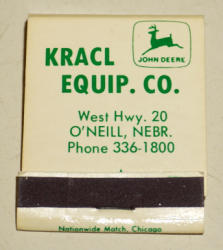 JOHN DEERE
KRACL
EQUIP. CO.
West Hwy. 20
O'NEILL, NEBR.
Phone 336-1800
Nationwide Match, Chicago